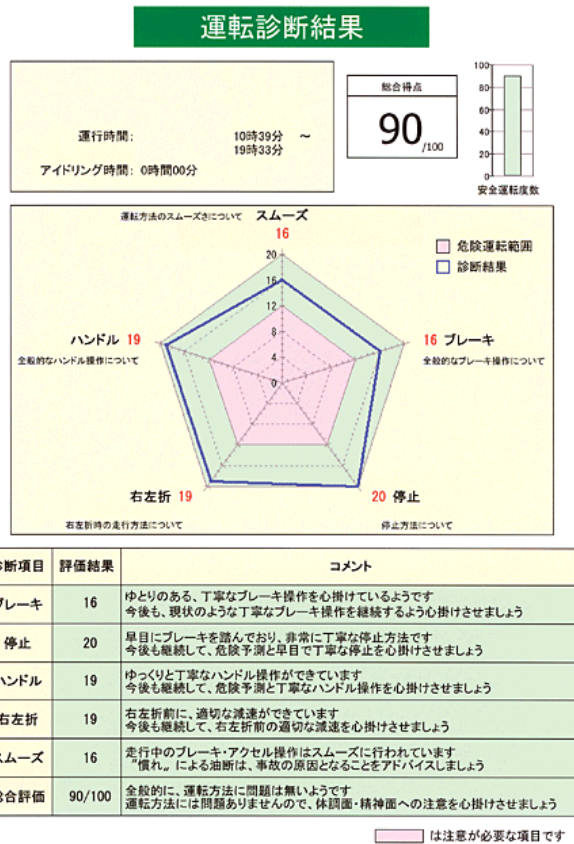 運転診断結果
運行時間: 10時39分 ～
19時33分
アイドリング時間: 0時間00分
総合得点
90/100
100
80
60
40
20
0
安全運転度数
運転方法のスムーズさについて スムーズ
16
危険運転範囲
診断結果
20
16
12
8
4
0
ハンドル 19
全般的なハンドル操作について
16 ブレーキ
全般的なブレーキ操作について
右左折 19
右左折時の走行方法について
20 停止
停止方法について
断項目 評価結果 コメント
ブレーキ 16 ゆとりのある、丁寧なブレーキ操作を心掛けているようです
今後も、現状のような丁寧なブレーキ操作を継続するよう心掛けさせましょう
停止 20 早目にブレーキを踏んでおり、非常に丁寧な停止方法です
今後も継続して、危険予測と早目で丁寧な停止を心掛けさせましょう
ハンドル 19 ゆっくりと丁寧なハンドル操作ができています
今後も継続して、危険予測と丁寧なハンドル操作を心掛けさせましょう
右左折 19 右左折前に、適切な減速ができています
今後も継続して、右左折前の適切な減速を心掛けさせましょう
スムーズ 16 走行中のブレーキ・アクセル操作はスムーズに行われています
〝慣れ〟による油断は、事故の原因となることをアドバイスしましょう
総合評価 90/100 全般的に、運転方法に問題は無いようです
運転方法には問題ありませんので、体調面・精神面への注意を心掛けさせましょう
は注意が必要な項目です